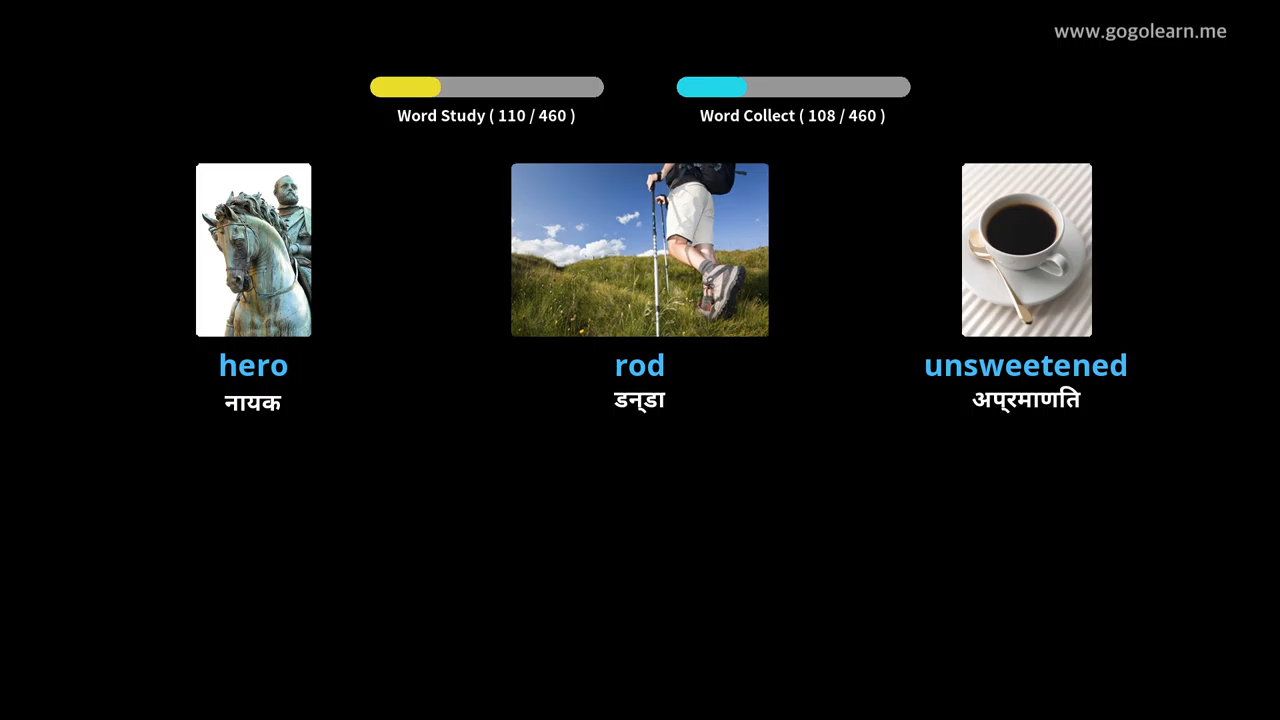 www.gogolearn.me
Word Study ( 110 / 460 )
Word Collect ( 108 / 460 )
hero
rod
unsweetened
नायक
डन्डा
अप्रमाणति